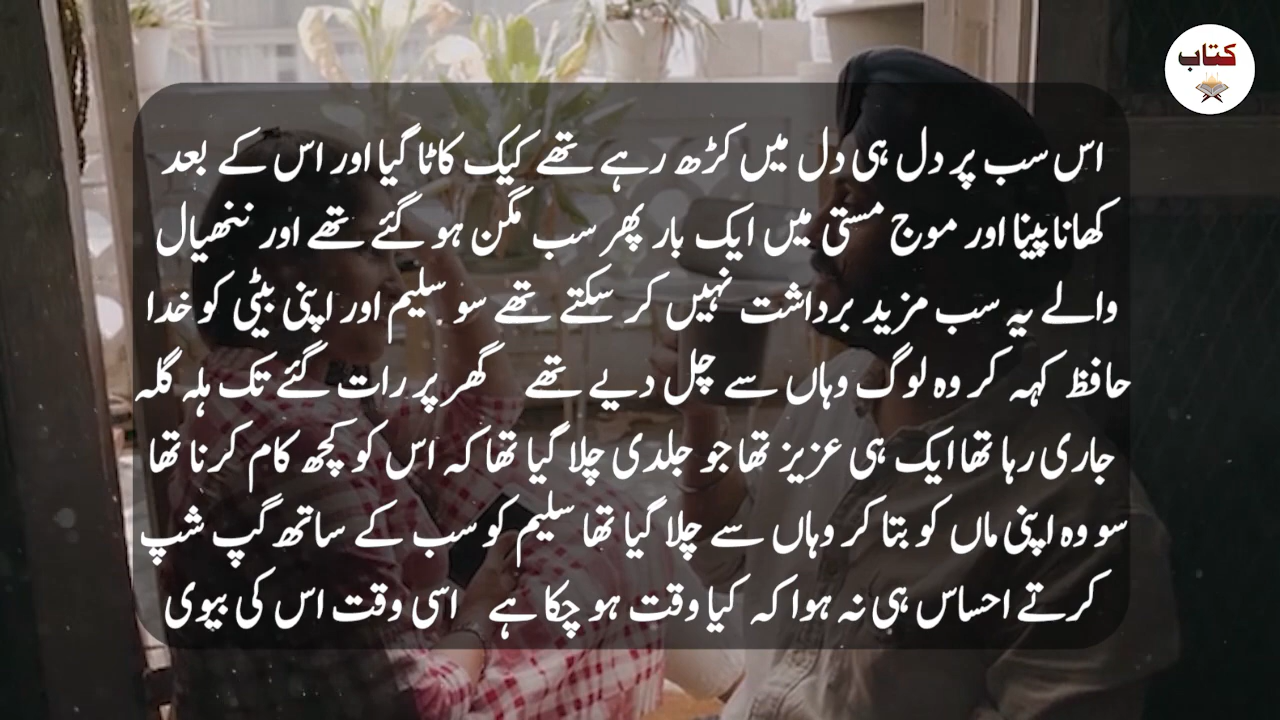 کتاب
اس سب پر دل ہی دل میں کڑھ رہے تھے کیک کاٹا گیا اور اس کے بعد
کھانا پینا اور موج مستی میں ایک بار پھر سب مگن ہو گئے تھے اور ننھیال
والے یہ سب مزید برداشت نہیں کر سکتے تھے سو سلیم اور اپنی بیٹی کو خدا
حافظ کہہ کر وہ لوگ وہاں سے چل دیے تھے گھر پر رات گئے تک ہلہ گلہ
جاری رہا تھا ایک ہی عزیز تھا جو جلدی چلا گیا تھا کہ اس کو کچھ کام کرنا تھا
سو وہ اپنی ماں کو بتا کر وہاں سے چلا گیا تھا سلیم کو سب کے ساتھ گپ شپ
کرتے احساس ہی نہ ہوا کہ کیا وقت ہو چکا ہے اسی وقت اس کی بیوی